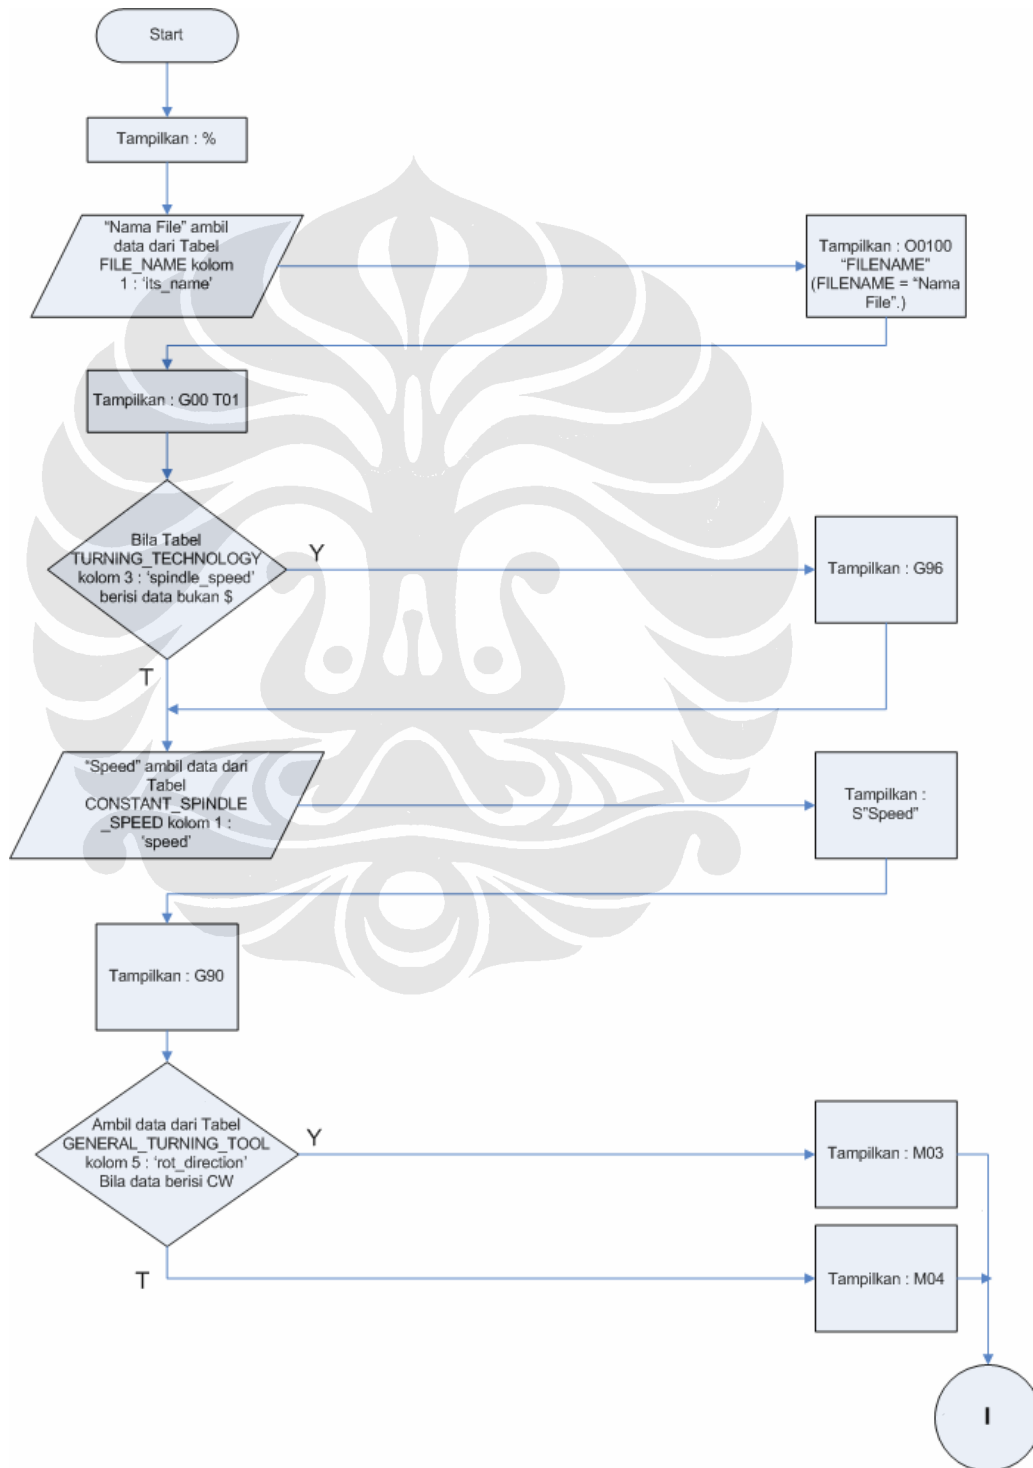 Start
Tampilkan : %
“Nama File” ambil
data dari Tabel
FILE_NAME kolom
1 : ‘its_name’
Tampilkan : O0100
“FILENAME”
(FILENAME = “Nama
File”.)
Tampilkan : G00 T01
Bila Tabel
TURNING_TECHNOLOGY
kolom 3 : ‘spindle_speed’
berisi data bukan $
Y
Tampilkan : G96
T
“Speed” ambil data dari
Tabel
CONSTANT_SPINDLE
_SPEED kolom 1 :
‘speed’
Tampilkan :
S”Speed”
Tampilkan : G90
Ambil data dari Tabel
GENERAL_TURNING_TOOL
kolom 5 : ‘rot_direction’
Bila data berisi CW
Y
Tampilkan : M03
T
Tampilkan : M04
I